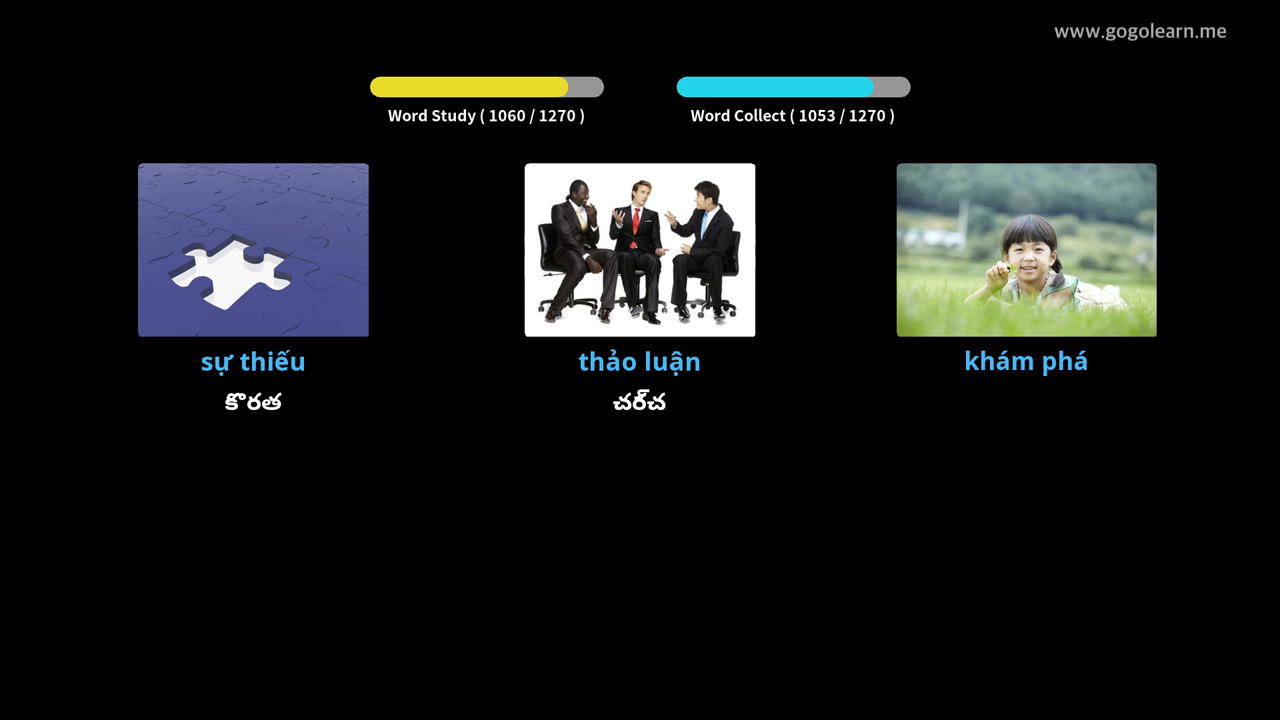 www.gogolearn.me
Word Study ( 1060 / 1270 )
Word Collect ( 1053 / 1270 )
sự thiếu
thảo luận
khám phá
కొరత
చర్చ